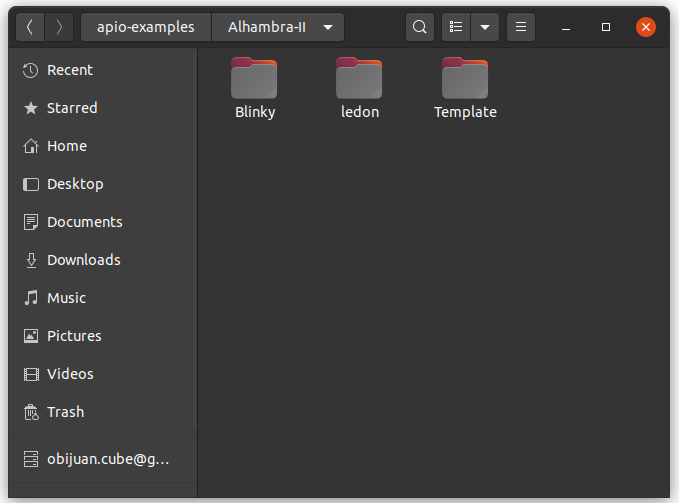 apio-examples
Alhambra-II
Recent
Starred
Home
Desktop
Documents
Downloads
Music
Pictures
Videos
Trash
obijuan.cube@g...
Blinky
ledon
Template